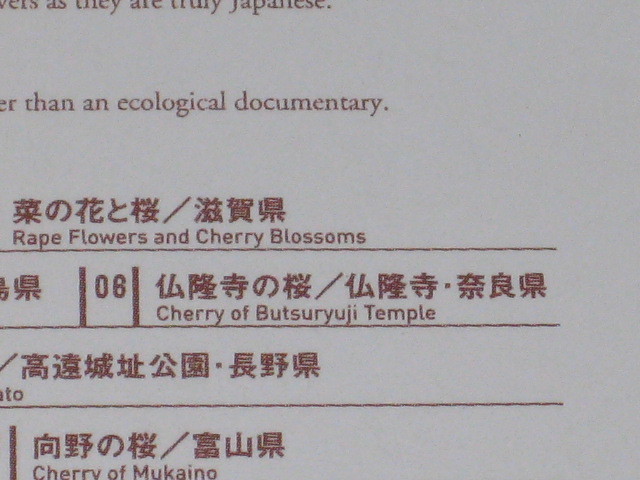 as they are truly Japanese.
than an ecological documentary.
菜の花と桜／滋賀県
Rape Flowers and Cherry Blossoms
島県 06 仏隆寺の桜／仏隆寺・奈良県
Cherry of Butsuryuji Temple
／高遠城址公園・長野県
向野の桜／富山県
Cherry of Mukaino